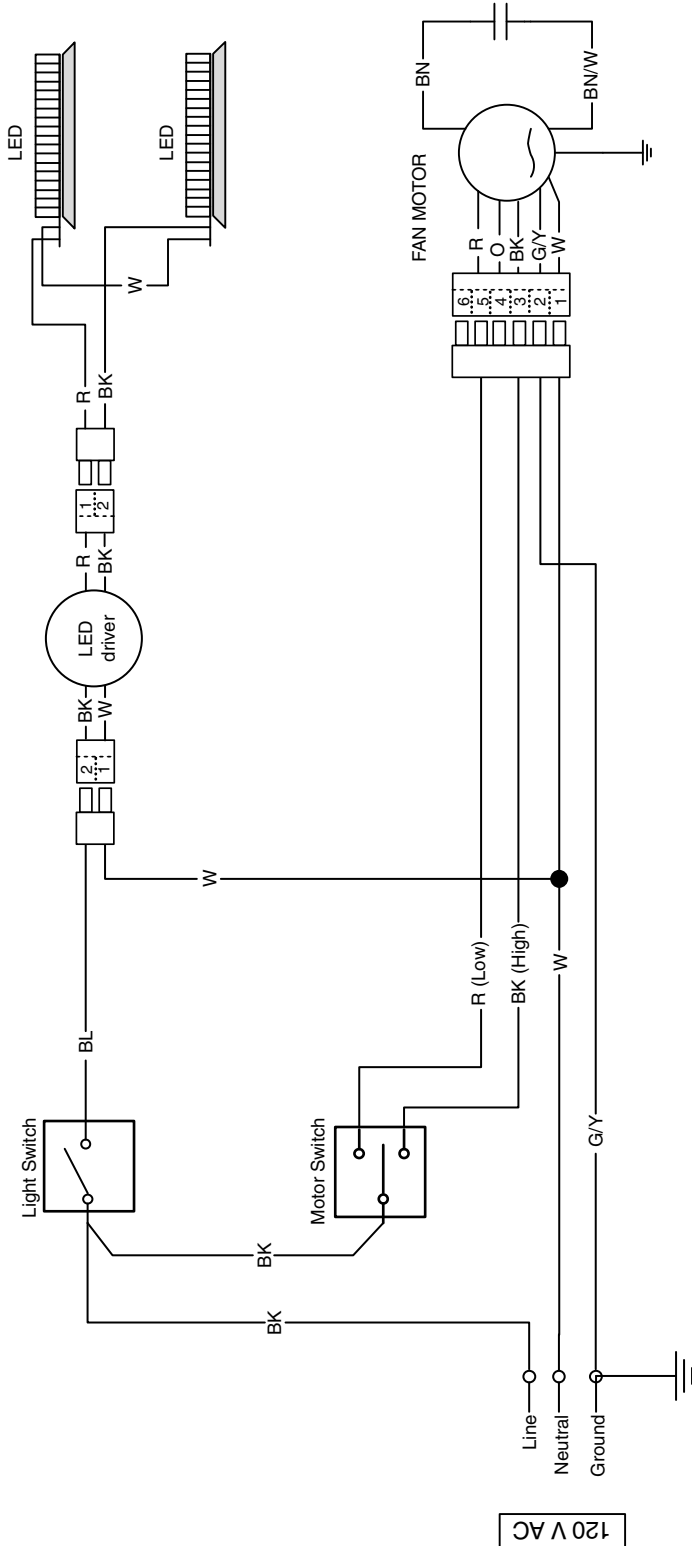 LED
LED
W
R
BK
1
2
R
BK
LED
driver
BK
W
2
1
W
BL
Light Switch
Motor Switch
BK
BK
R (Low)
BK (High)
W
G/Y
Line
Neutral
Ground
120 V AC
FAN MOTOR
BN
BN/W
R
O
BK
G/Y
W
6
5
4
3
2
1